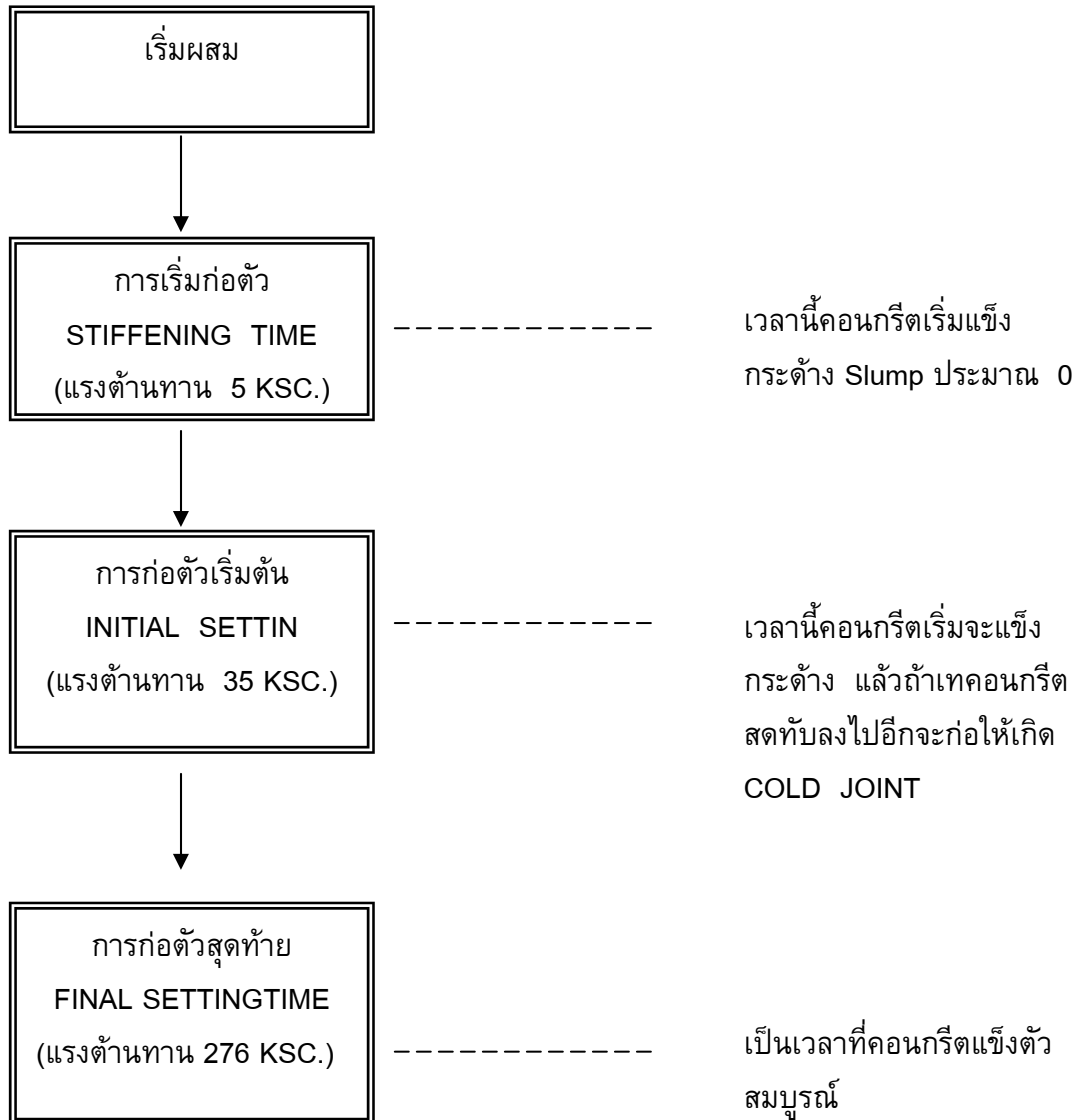 เริ่มผสม
การเริ่มก่อตัว
STIFFENING TIME
(แรงต้านทาน 5 KSC.)
เวลานี้คอนกรีตเริ่มแข็ง
กระด้าง Slump ประมาณ 0
การก่อตัวเริ่มต้น
INITIAL SETTIN
(แรงต้านทาน 35 KSC.)
เวลานี้คอนกรีตเริ่มจะแข็ง
กระด้าง แล้วถ้าเทคอนกรีต
สดทับลงไปอีกจะก่อให้เกิด
COLD JOINT
การก่อตัวสุดท้าย
FINAL SETTINGTIME
(แรงต้านทาน 276 KSC.)
เป็นเวลาที่คอนกรีตแข็งตัว
สมบูรณ์